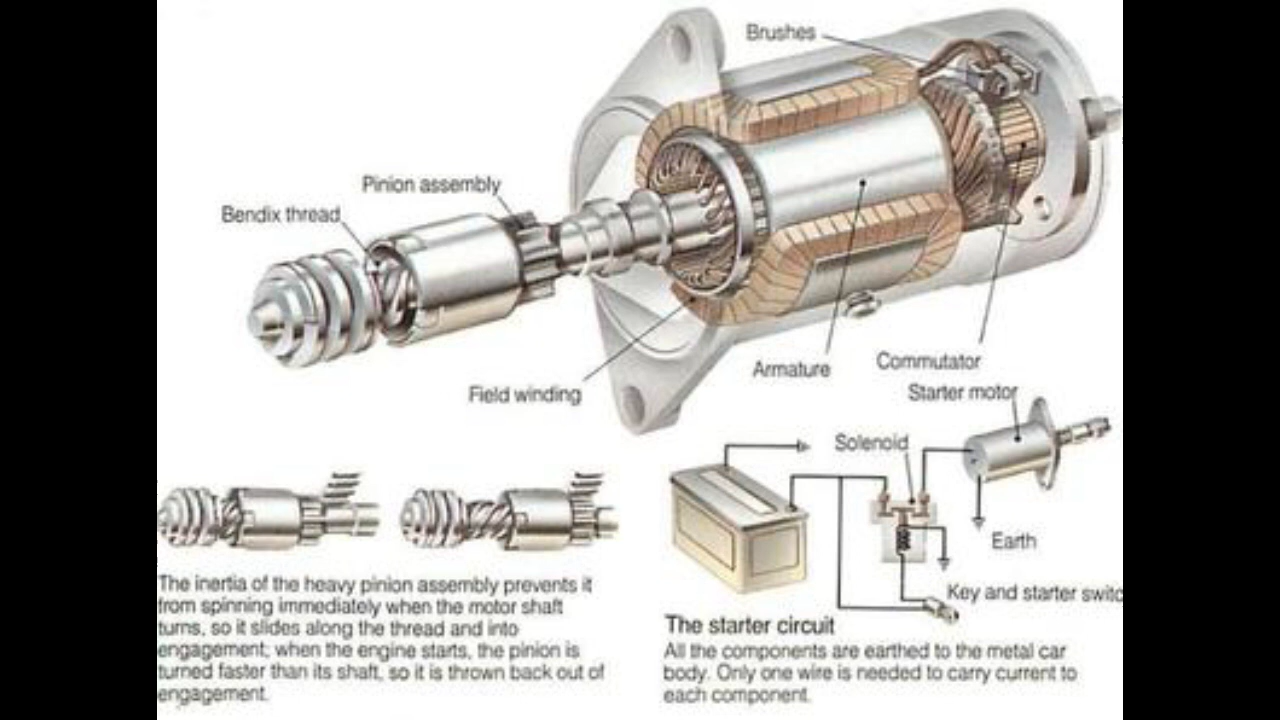 Brushes
Pinion assembly
Bendix thread
Armature
Commutator
Field winding
Starter motor
Solenoid
Earth
Key and starter switc
The inertia of the heavy pinion assembly prevents it
from spinning immediately when the motor shaft
turns, so it slides along the thread and into
engagement; when the engine starts, the pinion is
turned faster than its shaft, so it is thrown back out of
engagement.
The starter circuit
All the components are earthed to the metal car
body. Only one wire is needed to carry current to
each component.